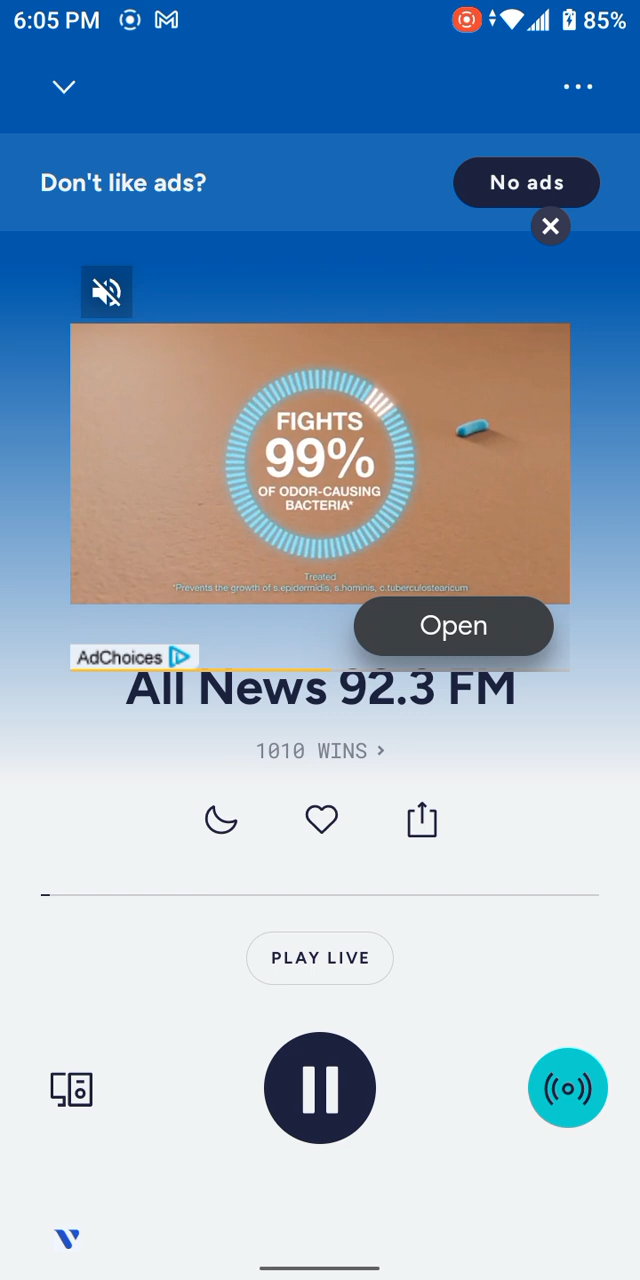 6:05 PM
85%
Don't like ads?
No ads
FIGHTS
99%
OF ODOR-CAUSING
BACTERIA*
Treated
*Prevents the growth of s.epidermidis, s.hominis, c.tuberculostearicum
Open
AdChoices
All News 92.3 FM
1010 WINS
PLAY LIVE